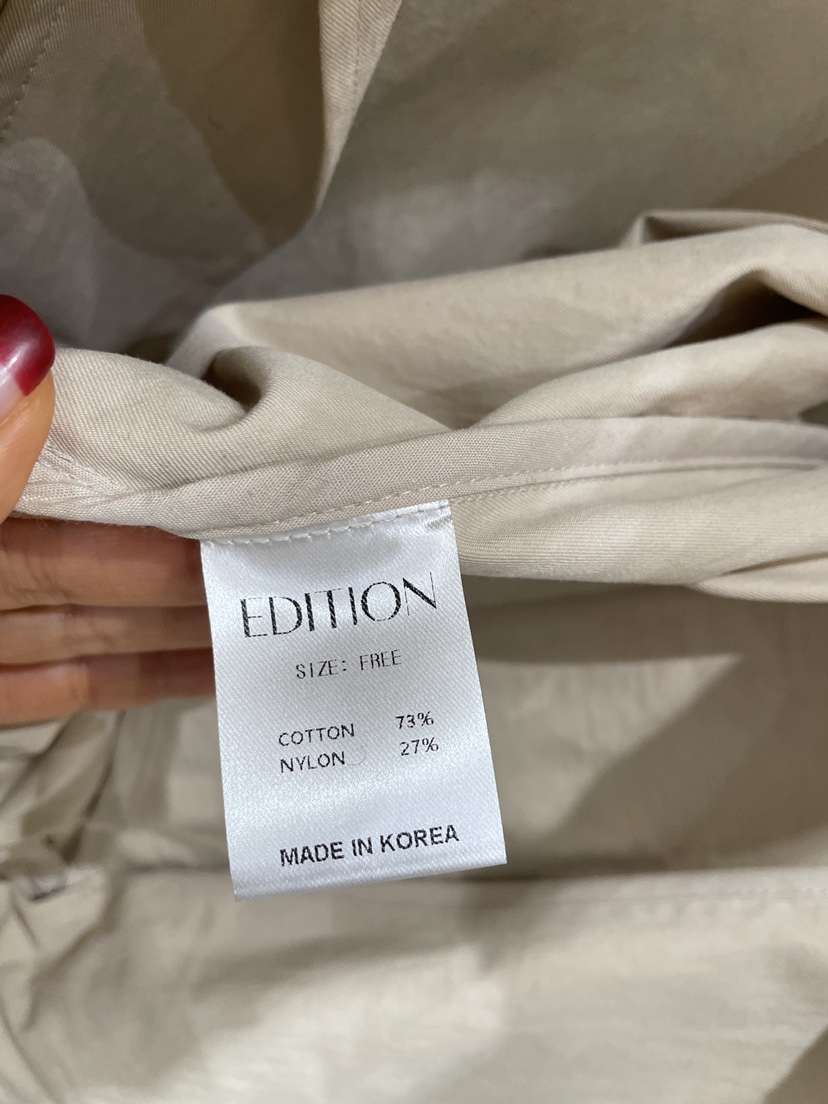 EDITION
SIZE: FREE
COTTON 73%
NYLON 27%
MADE IN KOREA